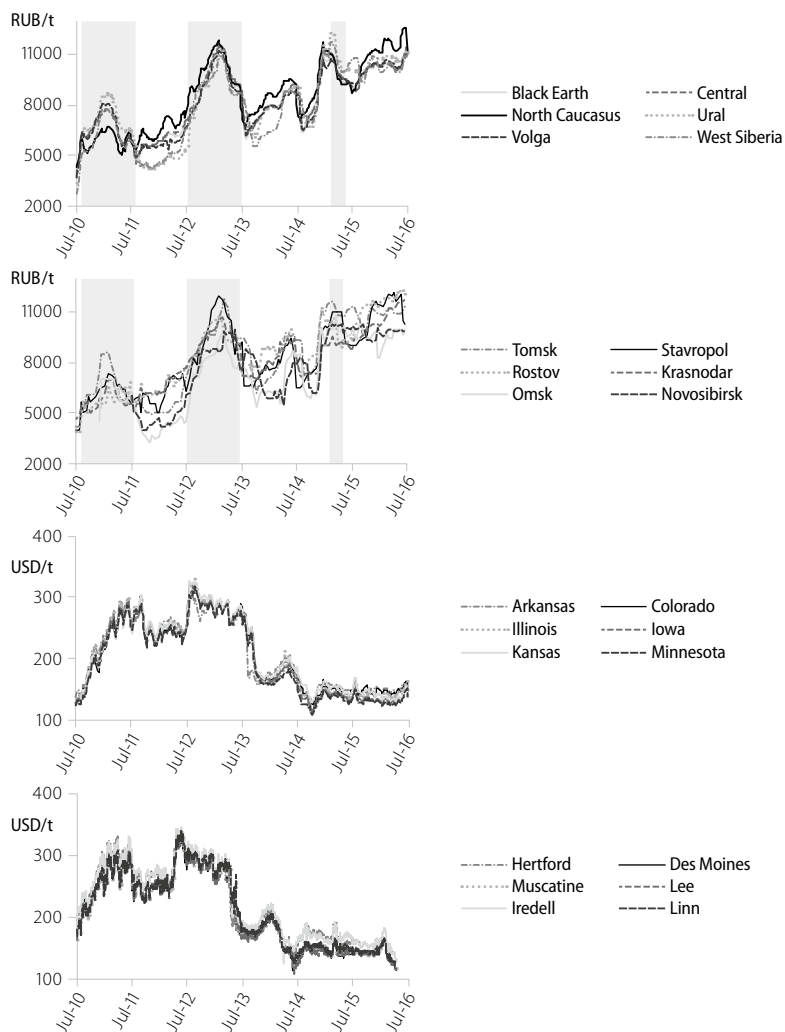 RUB/t
11000
8000
5000
2000
Jul-10 Jul-11 Jul-12 Jul-13 Jul-14 Jul-15 Jul-16
Black Earth Central
North Caucasus Ural
Volga West Siberia
RUB/t
11000
8000
5000
2000
Jul-10 Jul-11 Jul-12 Jul-13 Jul-14 Jul-15 Jul-16
Tomsk Stavropol
Rostov Krasnodar
Omsk Novosibirsk
400
USD/t
300
200
100
Jul-10 Jul-11 Jul-12 Jul-13 Jul-14 Jul-15 Jul-16
Arkansas Colorado
Illinois Iowa
Kansas Minnesota
400
USD/t
300
200
100
Jul-10 Jul-11 Jul-12 Jul-13 Jul-14 Jul-15 Jul-16
Hertford Des Moines
Muscatine Lee
Iredell Linn